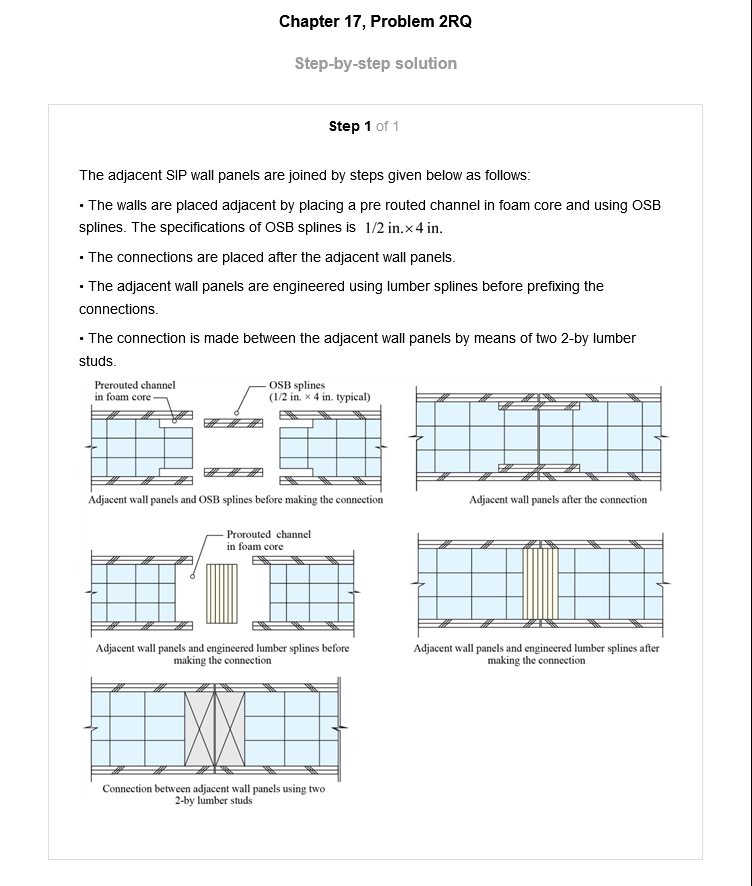 Chapter 17, Problem 2RQ
Step-by-step solution
Step 1 of 1
The adjacent SIP wall panels are joined by steps given below as follows:
• The walls are placed adjacent by placing a pre routed channel in foam core and using OSB
splines. The specifications of OSB splines is 1/2 in.×4 in.
• The connections are placed after the adjacent wall panels.
• The adjacent wall panels are engineered using lumber splines before prefixing the
connections.
• The connection is made between the adjacent wall panels by means of two 2-by lumber
studs.
Prerouted channel
in foam core
OSB splines
(1/2 in. × 4 in. typical)
Adjacent wall panels and OSB splines before making the connection
Adjacent wall panels after the connection
Prorouted channel
in foam core
Adjacent wall panels and engineered lumber splines before
making the connection
Adjacent wall panels and engineered lumber splines after
making the connection
Connection between adjacent wall panels using two
2-by lumber studs